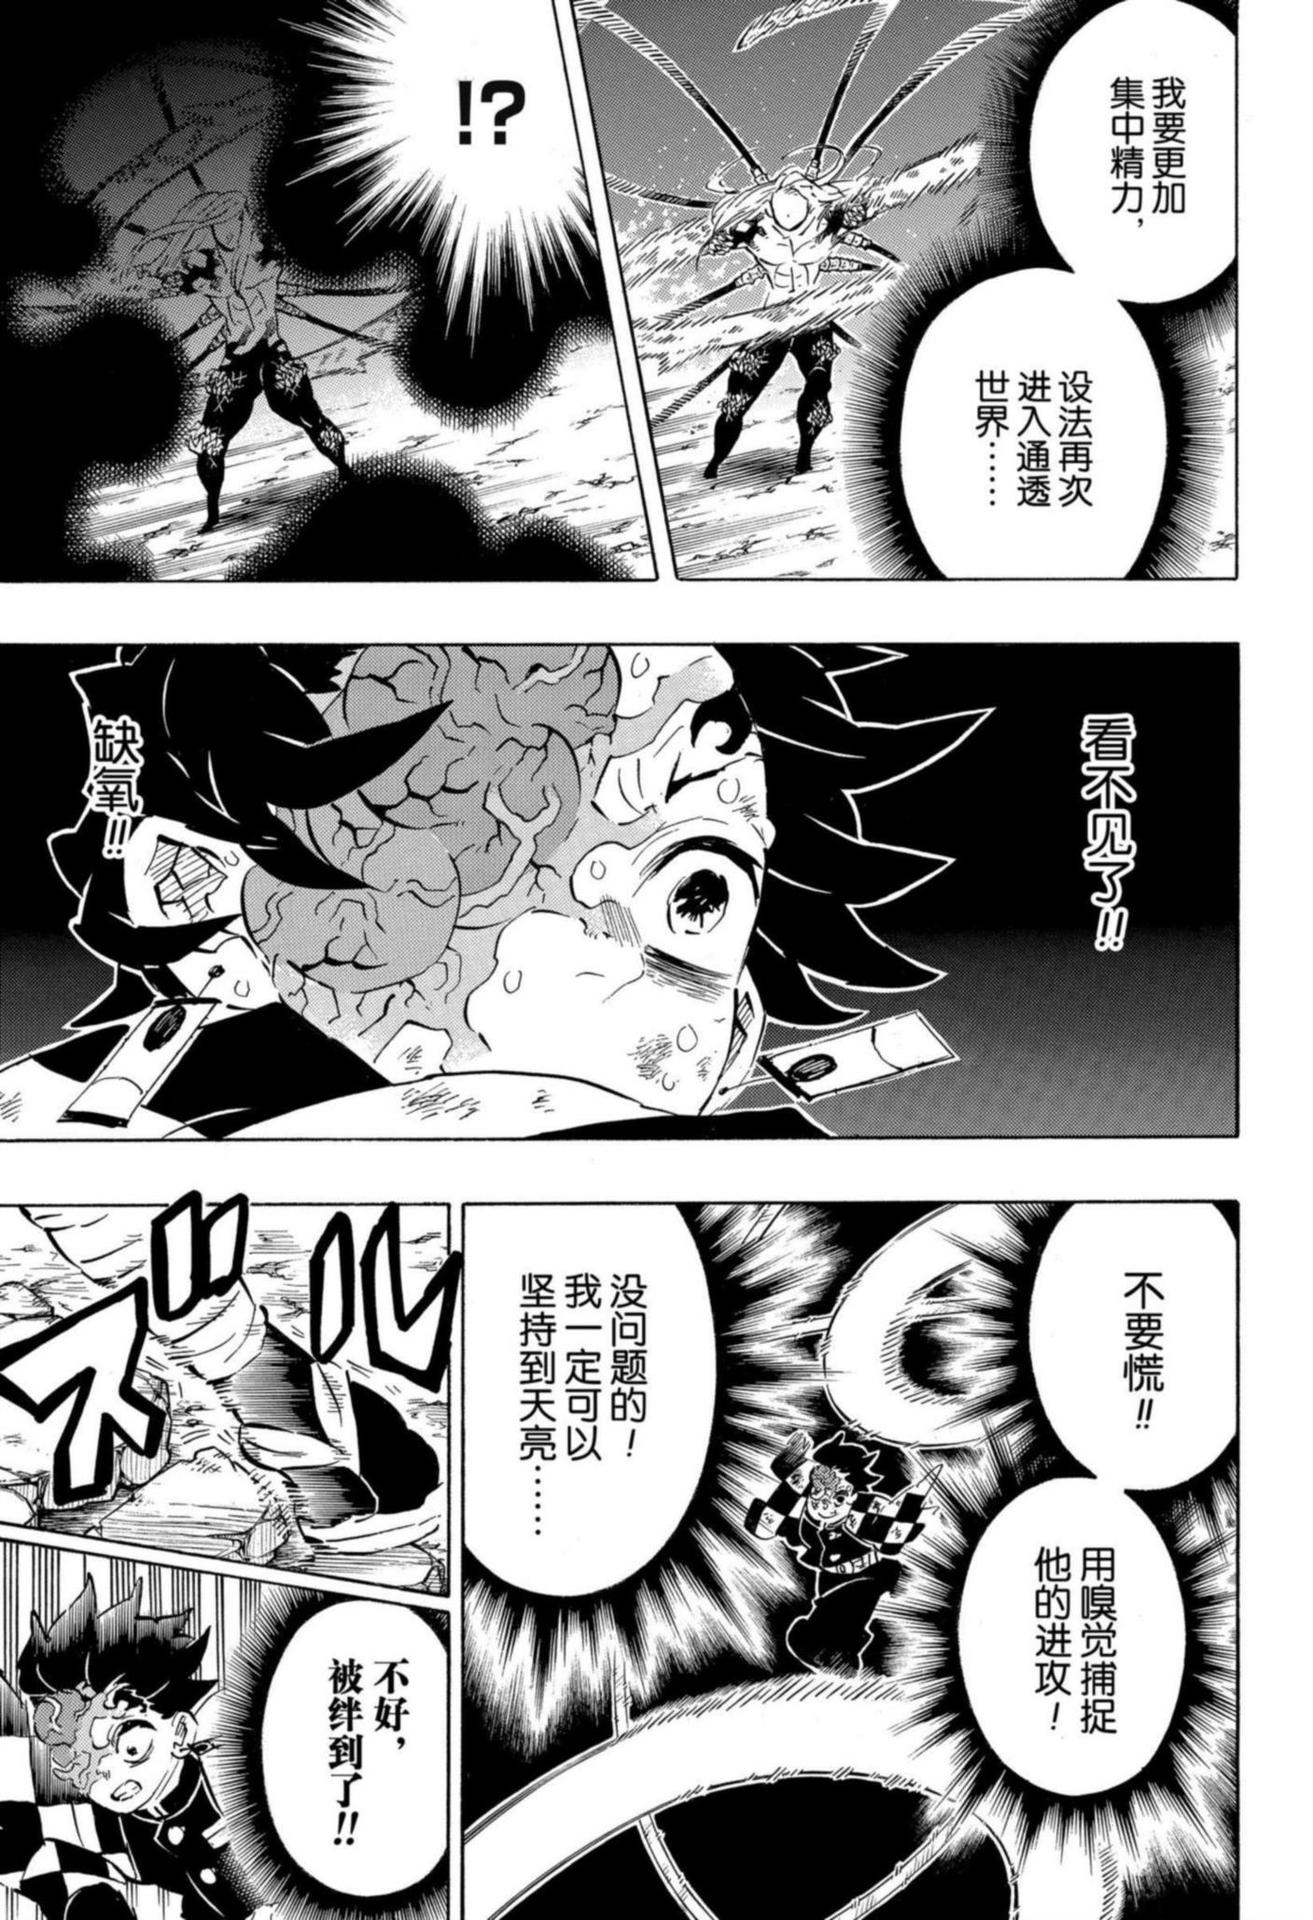 我要更加
集中精力，
设法再次
进入通透
世界……
!?
看不见了!!
缺氧!!
不要慌!!
用嗅觉捕捉
他的进攻！
没问题的！
我一定可以
坚持到天亮……
ズル
不好，
被绊到了!!